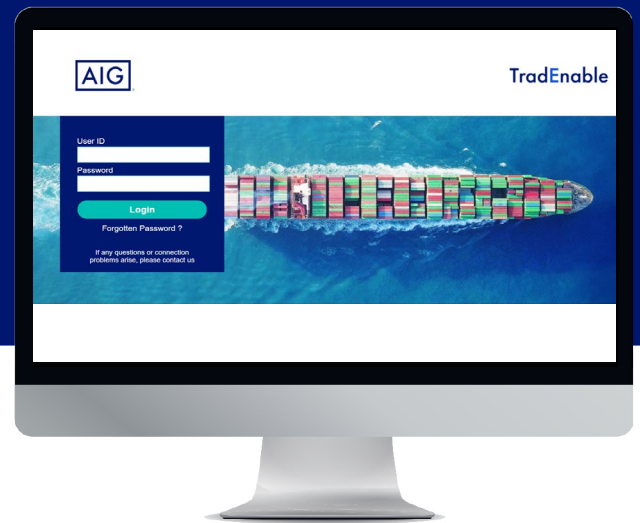 AIG
TradEnable
User ID
Password
Login
Forgotten Password ?
If any questions or connection
problems arise, please contact us